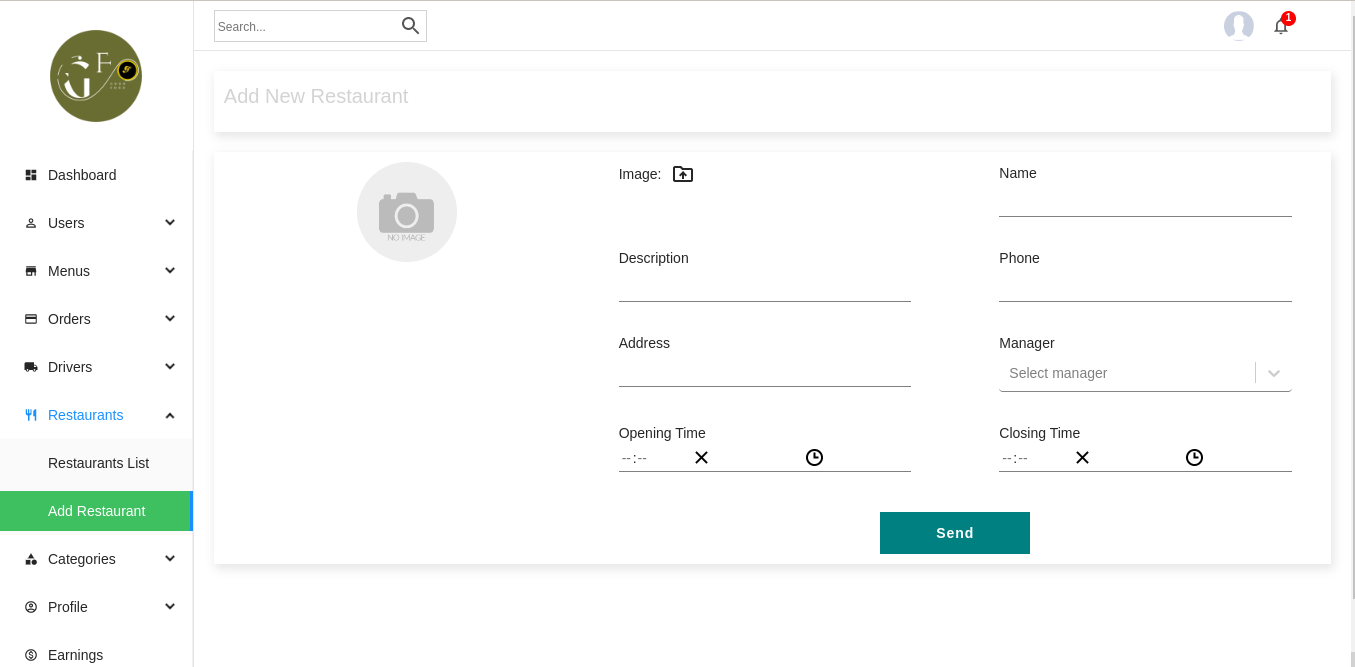 Search...
1
F
G
Add New Restaurant
Dashboard
Users
Menus
Orders
Drivers
Restaurants
Restaurants List
Add Restaurant
Categories
Profile
Earnings
NO IMAGE
Image:
Name
Description
Phone
Address
Manager
Select manager
Opening Time
Closing Time
--:--
--:--
Send